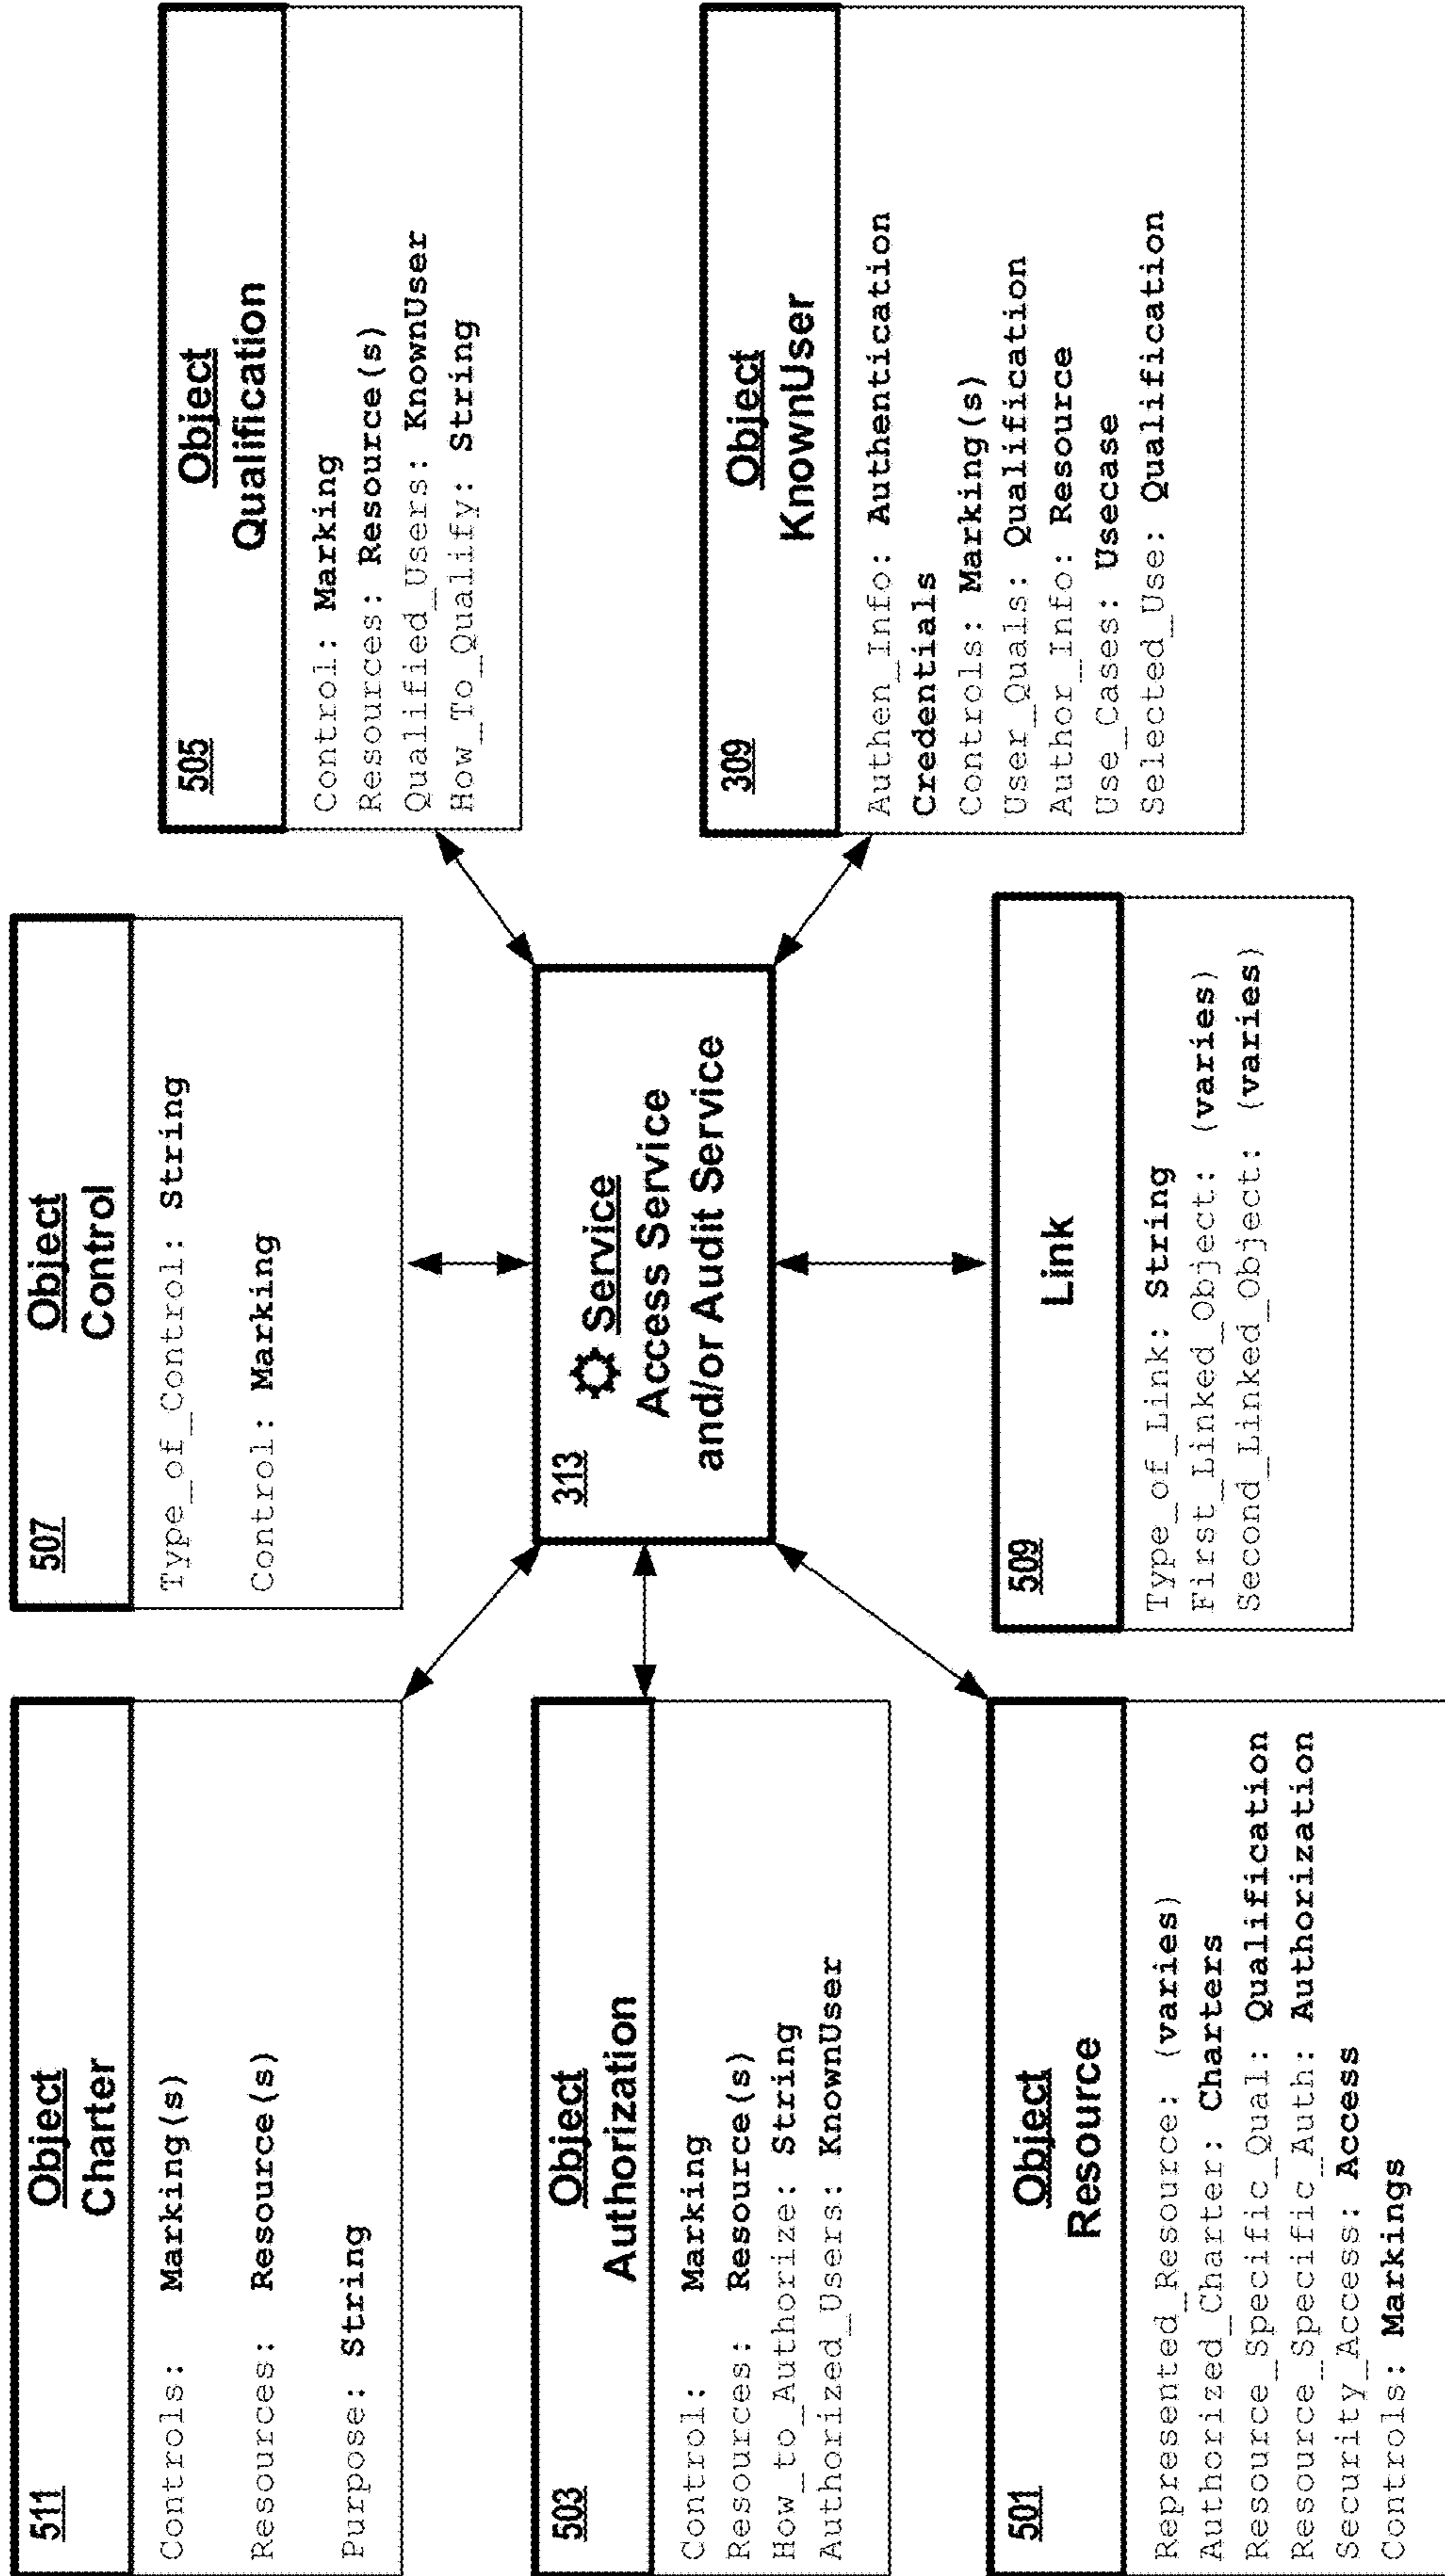 511
Object
Charter
Controls: Marking(s)
Resources: Resource(s)
Purpose: String
507
Object
Control
Type_of_Control: String
Control: Marking
505
Object
Qualification
Control: Marking
Resources: Resource(s)
Qualified_Users: KnownUser
How_To_Qualify: String
503
Object
Authorization
Control: Marking
Resources: Resource(s)
How_to_Authorize: String
Authorized_Users: KnownUser
313
Service
Access Service
and/or Audit Service
309
Object
KnownUser
Authen_Info: Authentication
Credentials
Controls: Marking(s)
User_Quals: Qualification
Author_Info: Resource
Use_Cases: Usecase
Selected_Use: Qualification
501
Object
Resource
Represented_Resource: (varies)
Authorized_Charter: Charters
Resource_Specific_Qual: Qualification
Resource_Specific_Auth: Authorization
Security_Access: Access
Controls: Markings
509
Link
Type_of_Link: String
First_Linked_Object: (varies)
Second_Linked_Object: (varies)